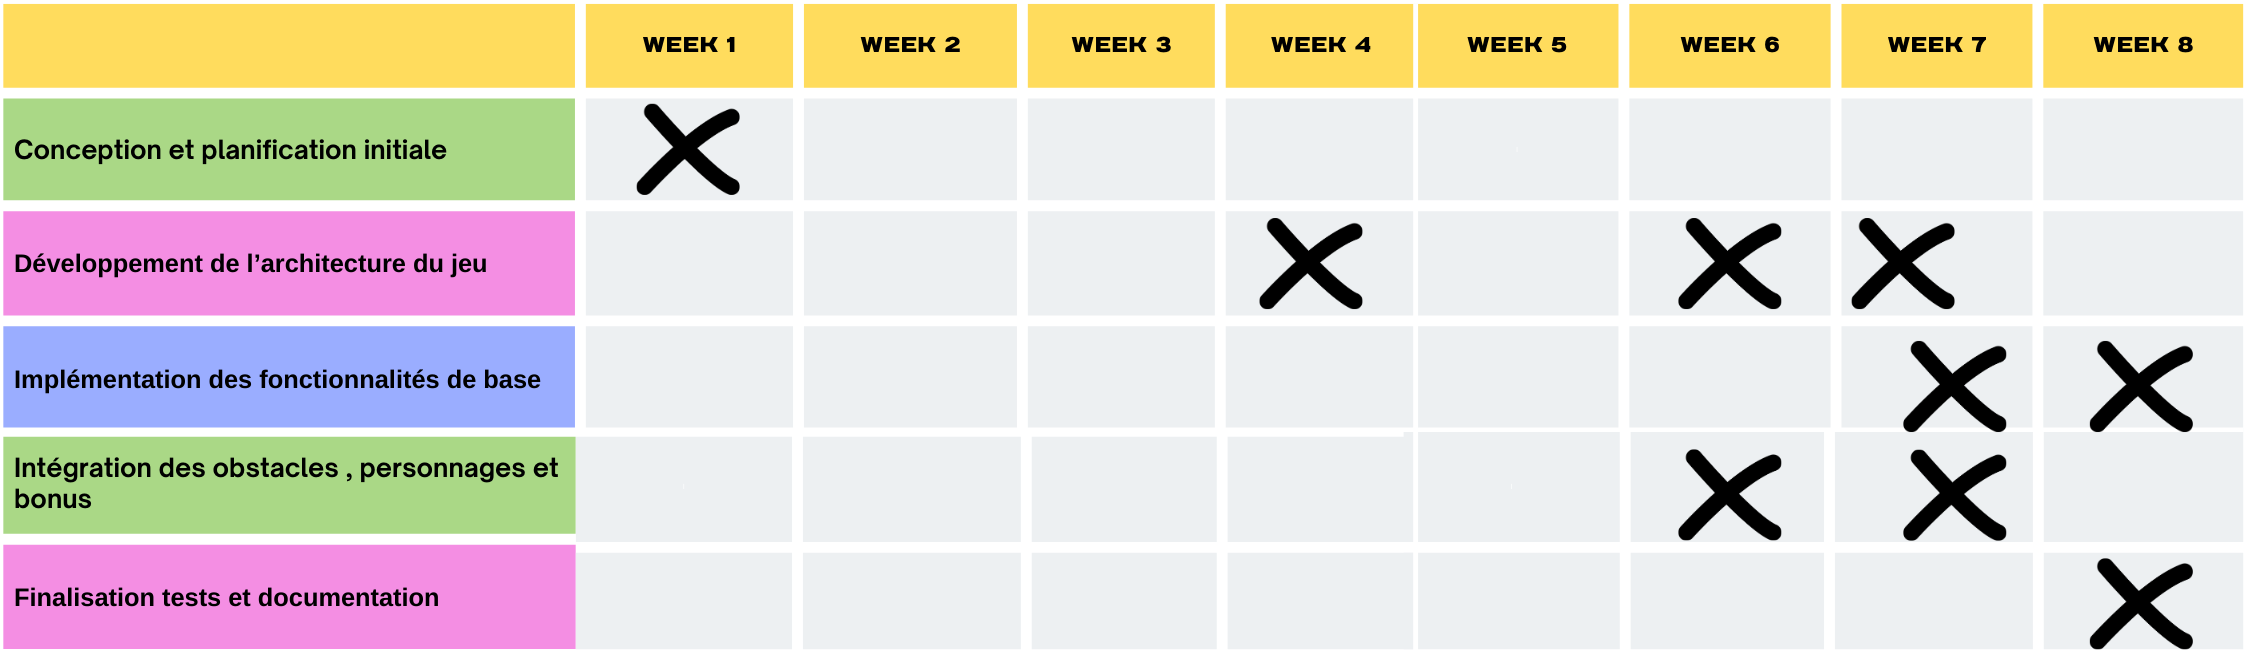 WEEK 1 WEEK 2 WEEK 3 WEEK 4 WEEK 5 WEEK 6 WEEK 7 WEEK 8
Conception et planification initiale
Développement de l’architecture du jeu
Implémentation des fonctionnalités de base
Intégration des obstacles , personnages et
bonus
Finalisation tests et documentation